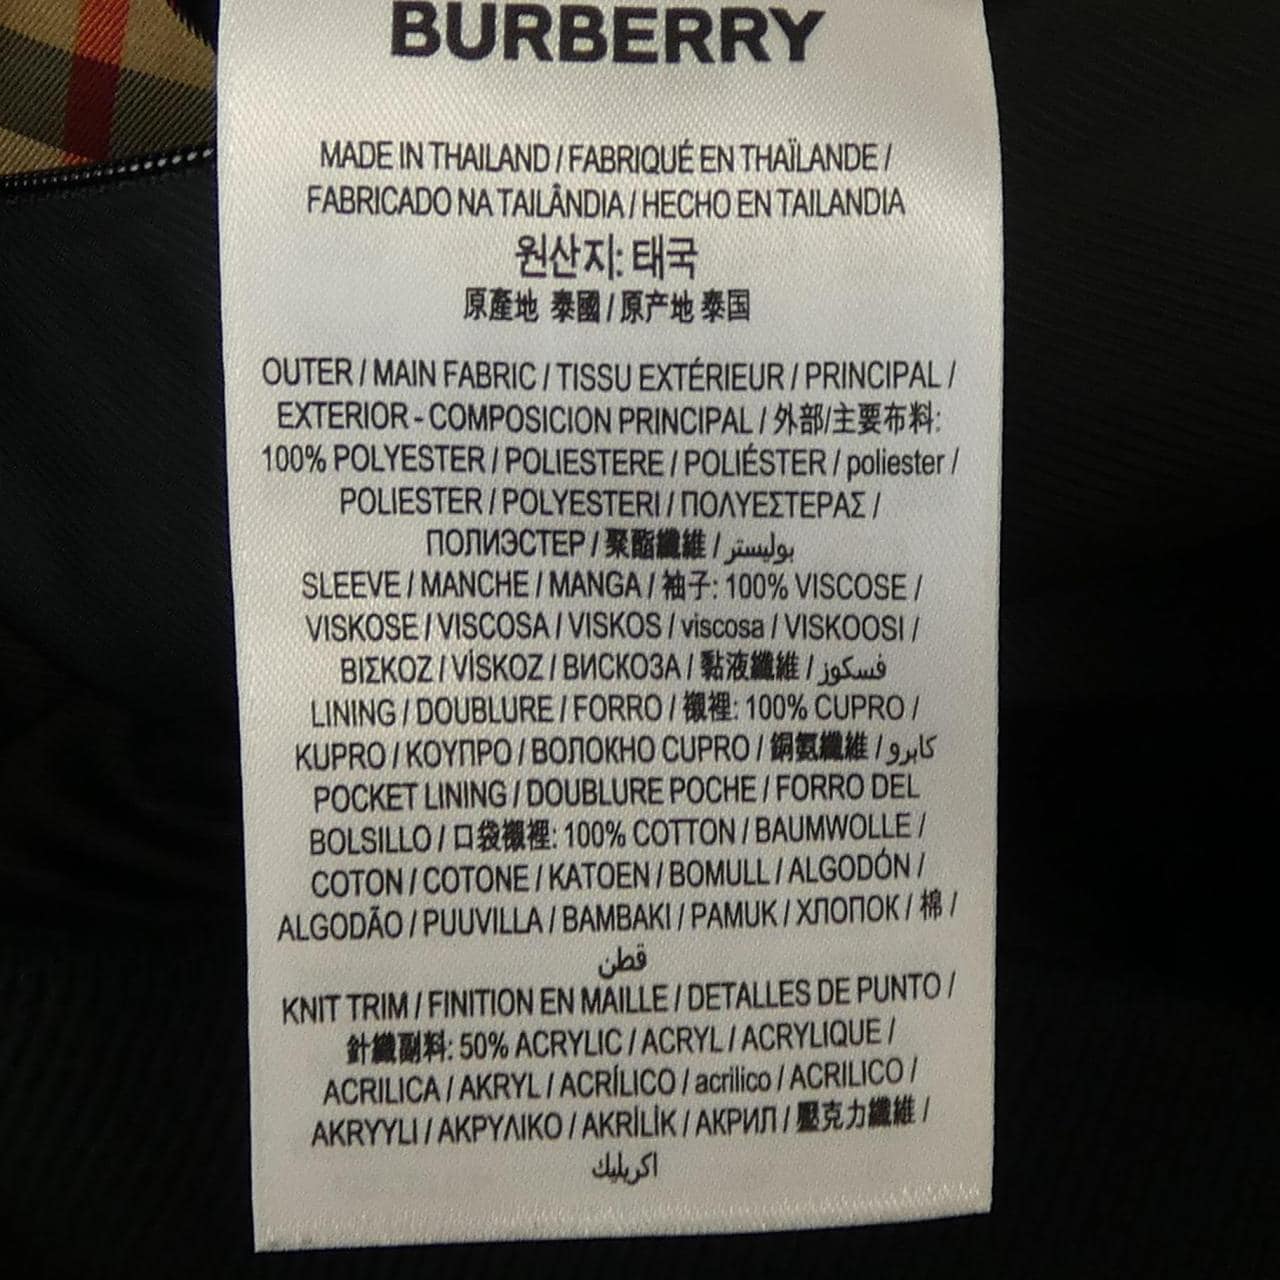 BURBERRY
MADE IN THAILAND / FABRIQUÉ EN THAÏLANDE /
FABRICADO NA TAILÂNDIA / HECHO EN TAILANDIA
원산지: 태국
原產地 泰國 / 原产地 泰国
OUTER / MAIN FABRIC / TISSU EXTÉRIEUR / PRINCIPAL /
EXTERIOR - COMPOSICION PRINCIPAL / 外部/主要布料:
100% POLYESTER / POLIESTERE / POLIÉSTER / poliester /
POLIESTER / POLYESTERI / ΠΟΛΥΕΣΤΕΡΑΣ /
ПОЛИЭСТЕР / 聚酯纖維 / بوليستر
SLEEVE / MANCHE / MANGA / 袖子: 100% VISCOSE /
VISKOSE / VISCOSA / VISKOS / viscosa / VISKOOSI /
ΒΙΣΚΟΖ / VİSKOZ / ВИСКОЗА / 黏液纖維 / فسكوز
LINING / DOUBLURE / FORRO / 襯裡: 100% CUPRO /
KUPRO / ΚΟΥΠΡΟ / ВОЛОКНО CUPRO / 銅氨纖維 / كابرو
POCKET LINING / DOUBLURE POCHE / FORRO DEL
BOLSILLO / 口袋襯裡: 100% COTTON / BAUMWOLLE /
COTON / COTONE / KATOEN / BOMULL / ALGODÓN /
ALGODÃO / PUUVILLA / BAMBAKI / PAMUK / ХЛОПОК / 棉 /
قطن
KNIT TRIM / FINITION EN MAILLE / DETALLES DE PUNTO /
針織副料: 50% ACRYLIC / ACRYL / ACRYLIQUE /
ACRILICA / AKRYL / ACRÍLICO / acrilico / ACRILICO /
AKRYYLI / ΑΚΡΥΛΙΚΟ / AKRİLİK / АКРИЛ / 壓克力纖維 /
اكريليك